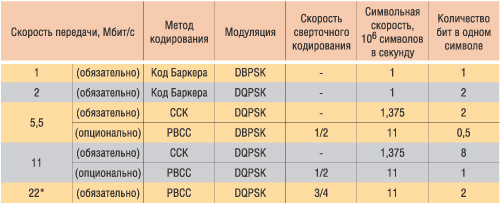 Скорость передачи, Мбит/с Метод кодирования Модуляция Скорость сверточного кодирования Символьная скорость, 10⁶ символов в секунду Количество бит в одном символе
1 (обязательно) Код Баркера DBPSK - 1 1
2 (обязательно) Код Баркера DQPSK - 1 2
5,5 (обязательно) CCK DQPSK - 1,375 2
(опционально) PBCC DBPSK 1/2 11 0,5
11 (обязательно) CCK DQPSK - 1,375 8
(опционально) PBCC DQPSK 1/2 11 1
22* (обязательно) PBCC DQPSK 3/4 11 2